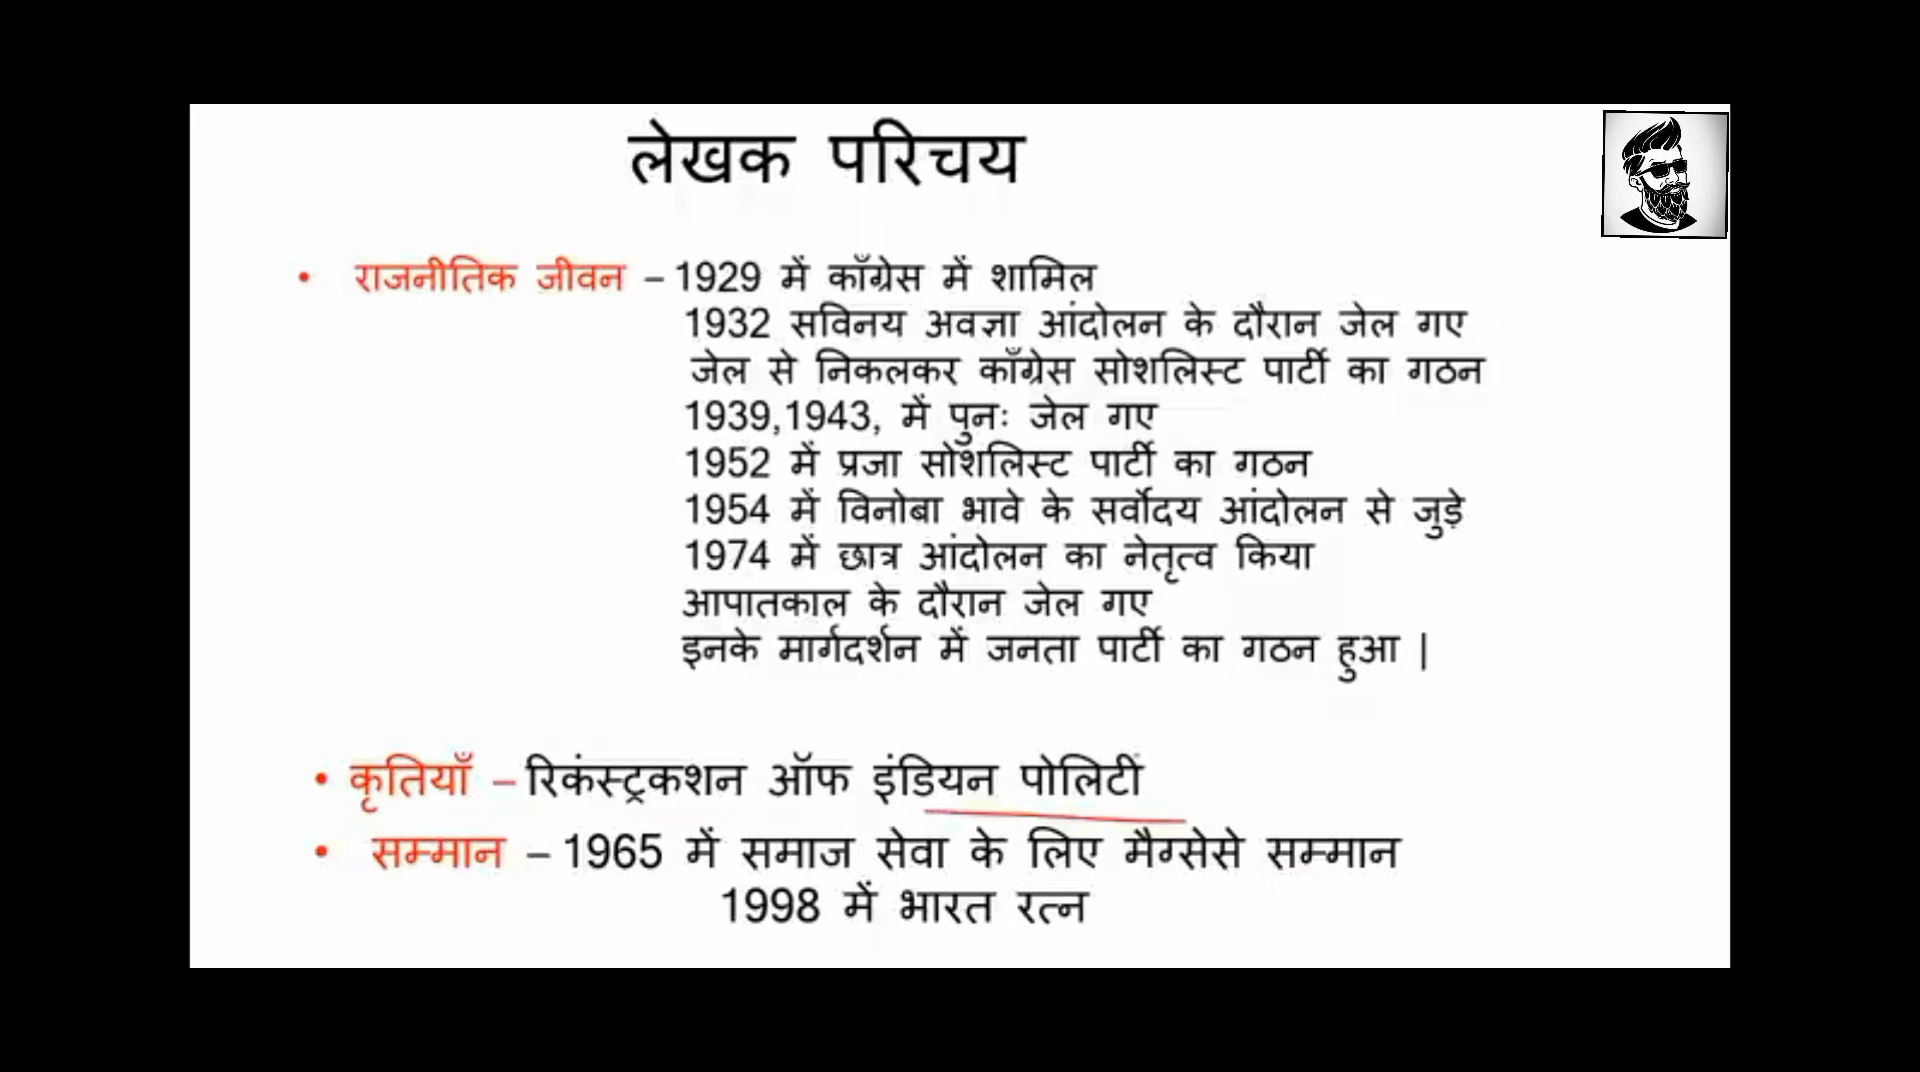 लेखक परिचय
• राजनीतिक जीवन – 1929 में काँग्रेस में शामिल
1932 सविनय अवज्ञा आंदोलन के दौरान जेल गए
जेल से निकलकर काँग्रेस सोशलिस्ट पार्टी का गठन
1939,1943, में पुनः जेल गए
1952 में प्रजा सोशलिस्ट पार्टी का गठन
1954 में विनोबा भावे के सर्वोदय आंदोलन से जुड़े
1974 में छात्र आंदोलन का नेतृत्व किया
आपातकाल के दौरान जेल गए
इनके मार्गदर्शन में जनता पार्टी का गठन हुआ |
• कृतियाँ – रिकंस्ट्रकशन ऑफ इंडियन पोलिटी
• सम्मान – 1965 में समाज सेवा के लिए मैग्सेसे सम्मान
1998 में भारत रत्न